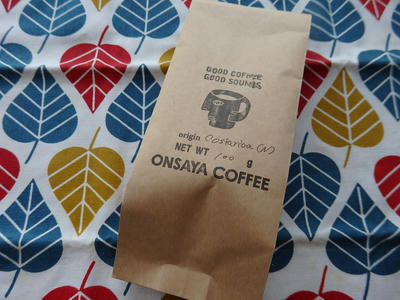 GOOD COFFEE
GOOD SOUNDS
origin Costarica (N)
NET WT 100 g
ONSAYA COFFEE